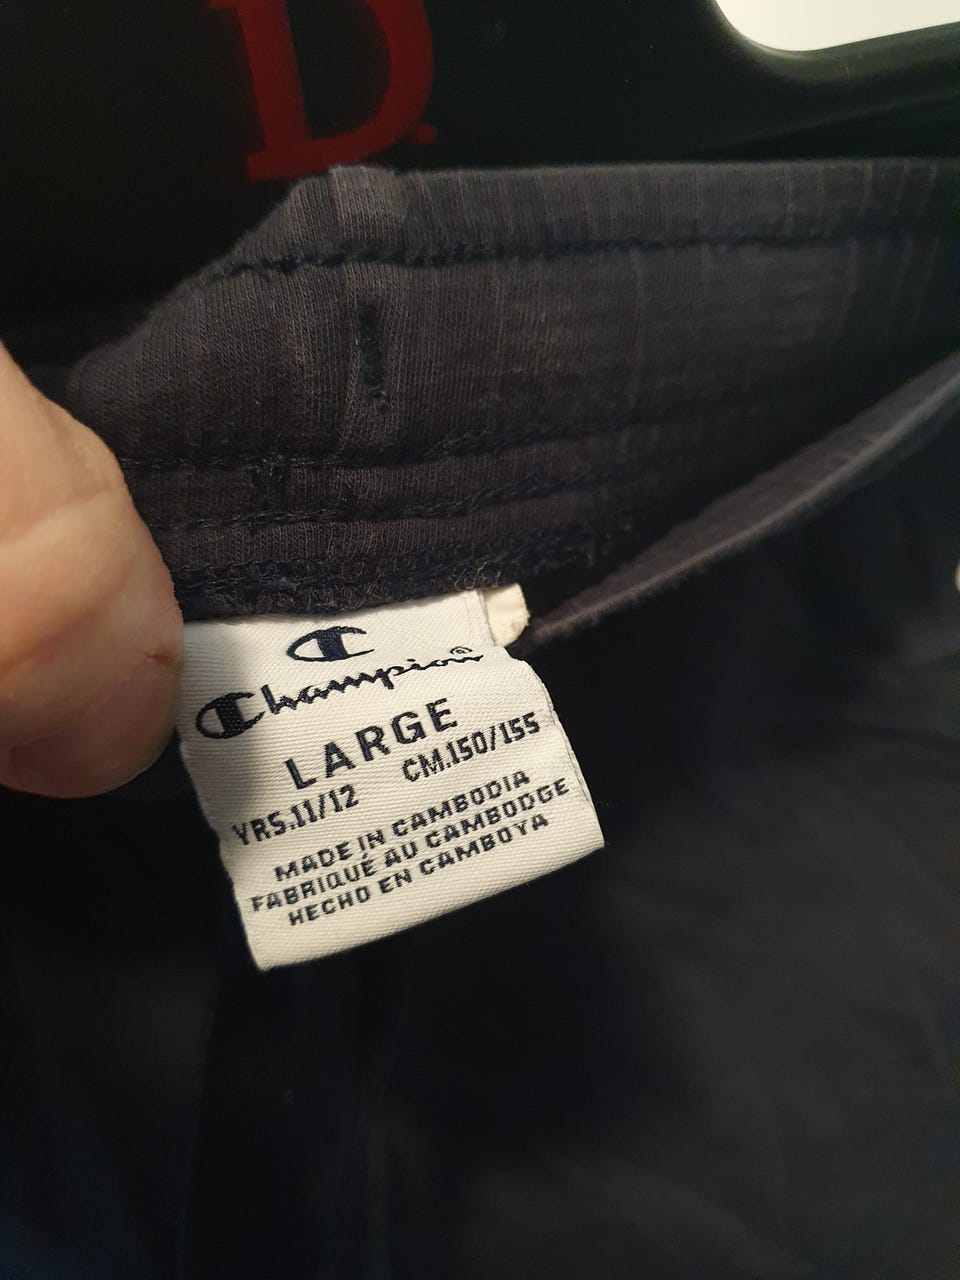 D.
Champion®
LARGE
YRS.11/12 CM.150/155
MADE IN CAMBODIA
FABRIQUÉ AU CAMBODGE
HECHO EN CAMBOYA